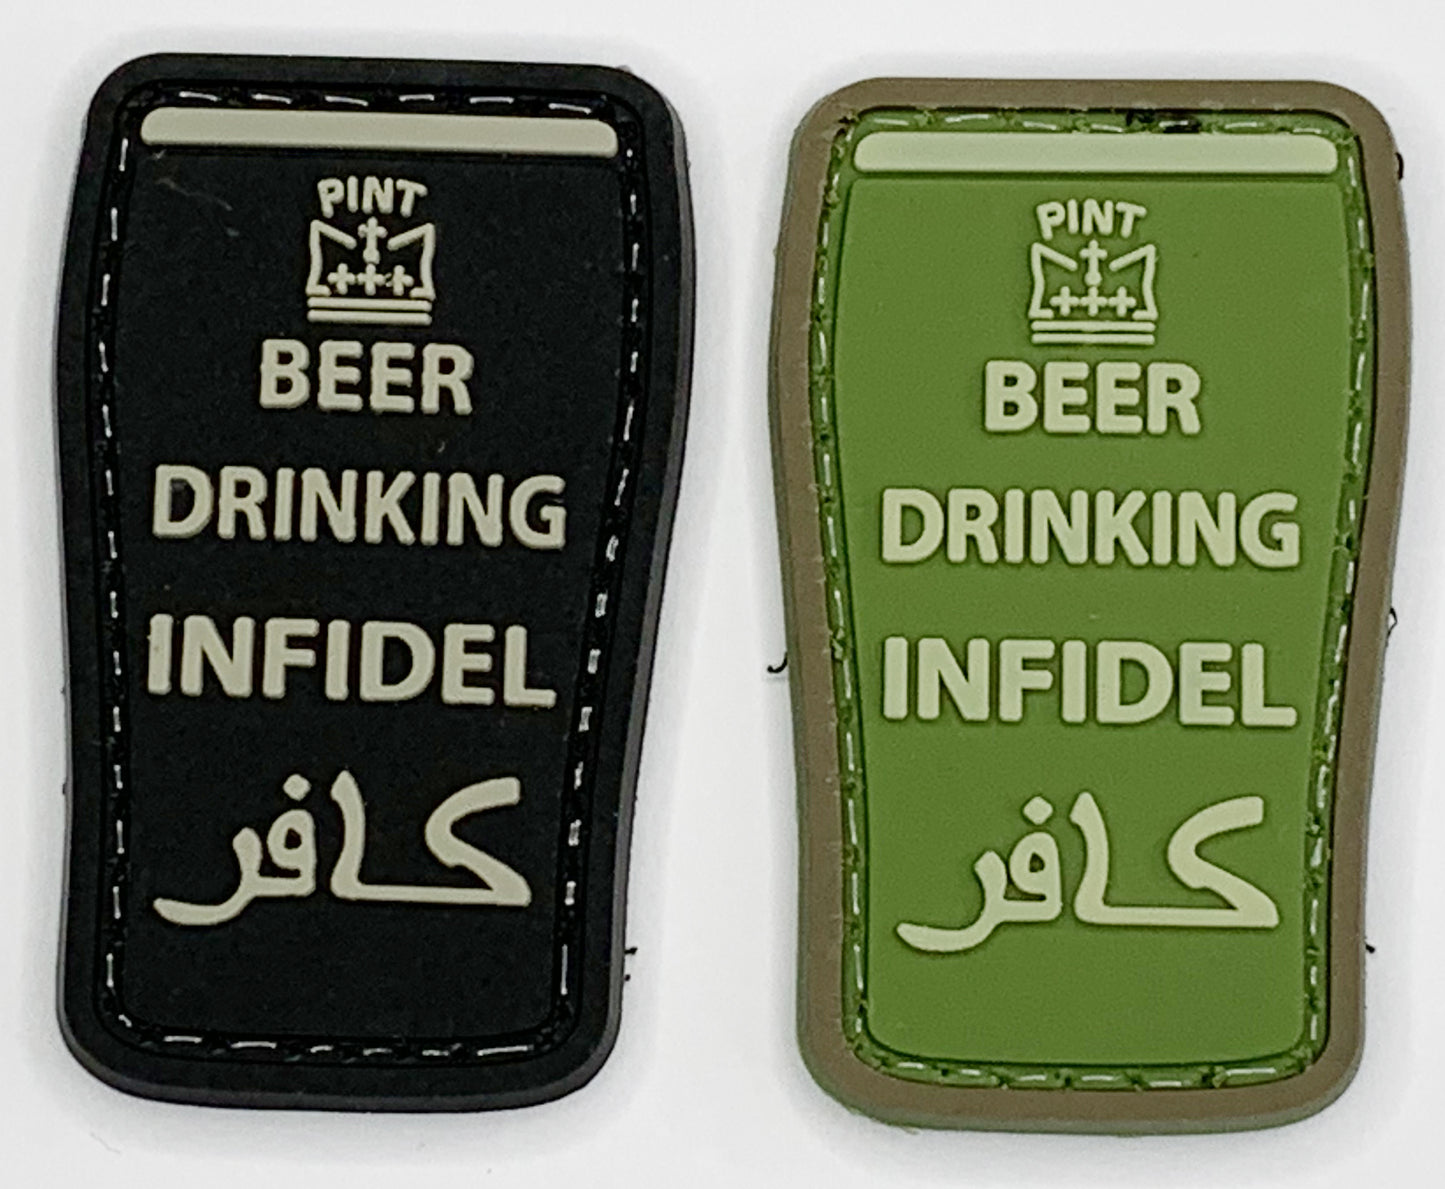 PINT
BEER
DRINKING
INFIDEL
كافر
PINT
BEER
DRINKING
INFIDEL
كافر